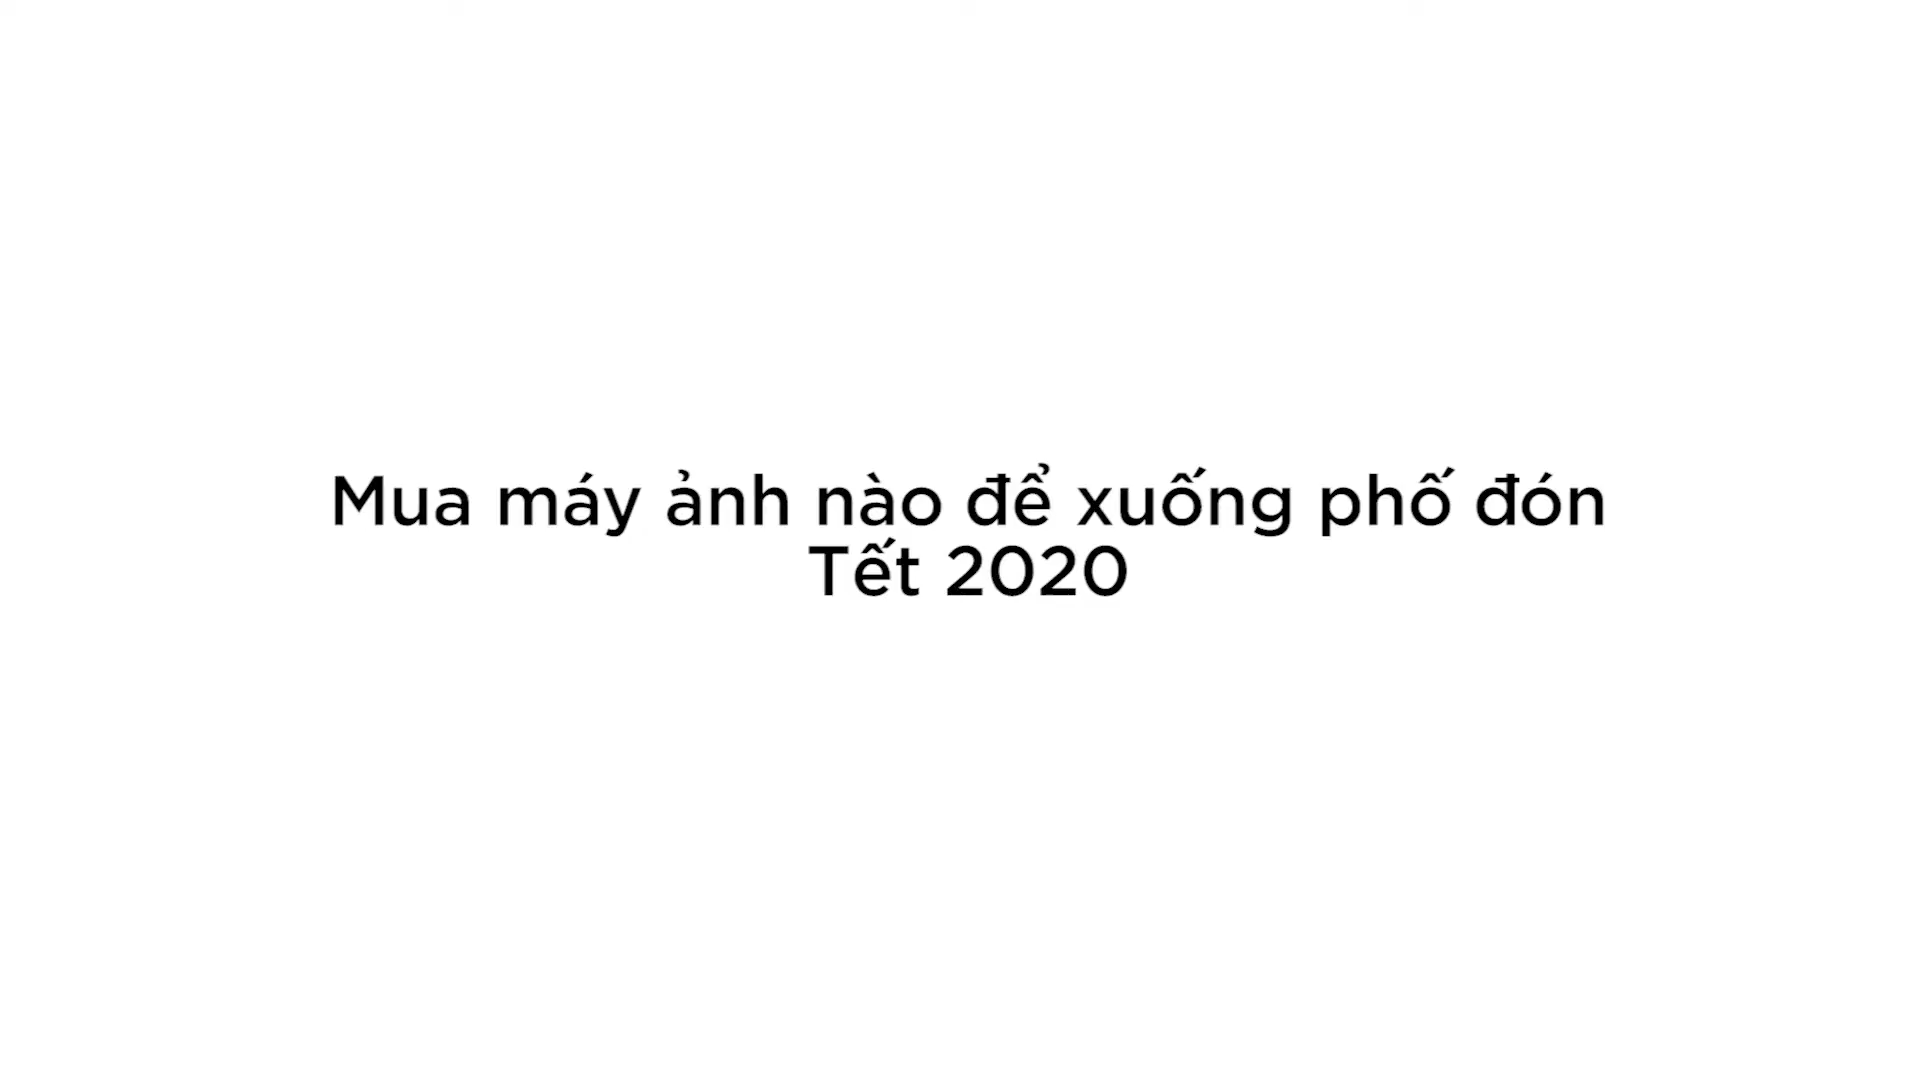 Mua máy ảnh nào để xuống phố đón
Tết 2020